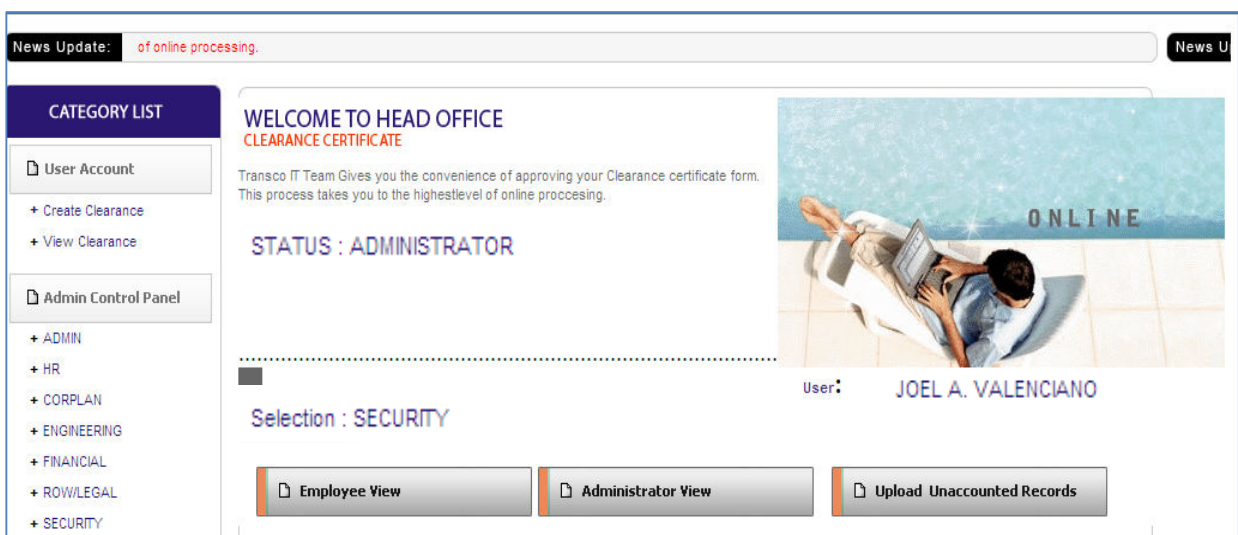 News Update: of online processing.
News U
CATEGORY LIST
User Account
+ Create Clearance
+ View Clearance
Admin Control Panel
+ ADMIN
+ HR
+ CORPLAN
+ ENGINEERING
+ FINANCIAL
+ ROW/LEGAL
+ SECURITY
WELCOME TO HEAD OFFICE
CLEARANCE CERTIFICATE
Transco IT Team Gives you the convenience of approving your Clearance certificate form.
This process takes you to the highestlevel of online proccesing.
STATUS : ADMINISTRATOR
ONLINE
User: JOEL A. VALENCIANO
Selection : SECURITY
Employee View
Administrator View
Upload Unaccounted Records